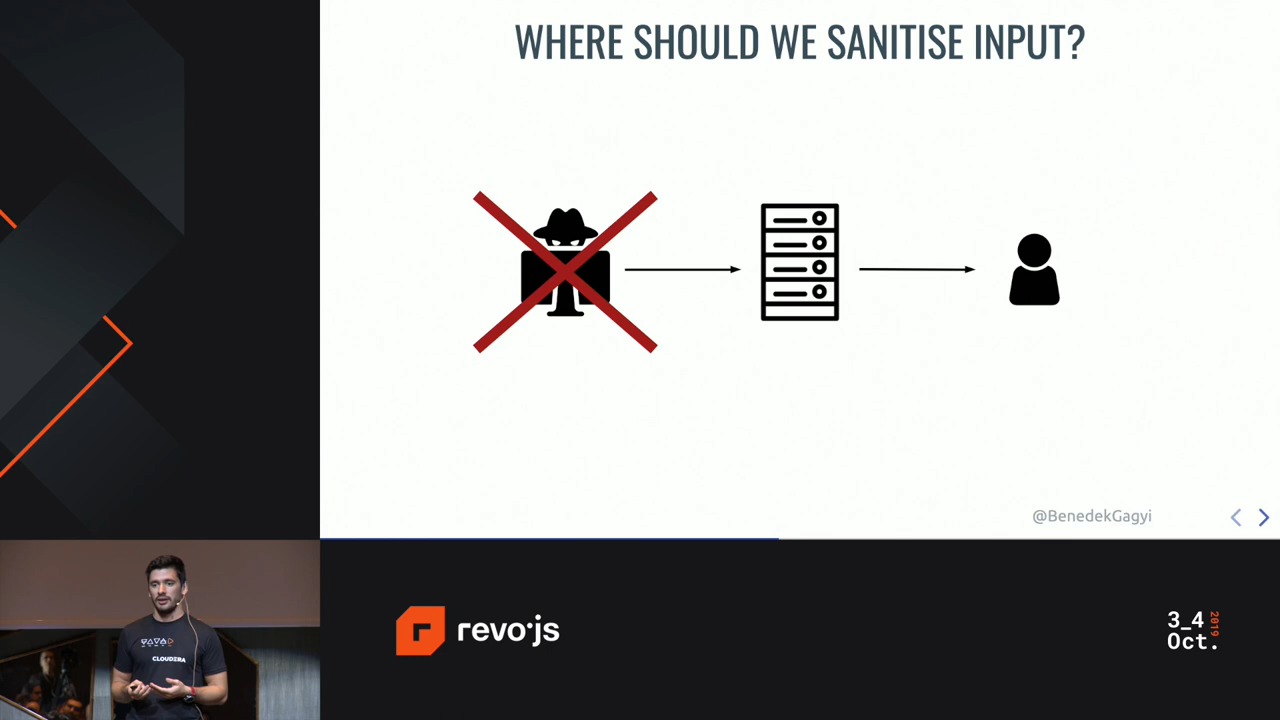 WHERE SHOULD WE SANITISE INPUT?
@BenedekGagyi
CLOUDERA
revo.js
3_4
Oct.
2019